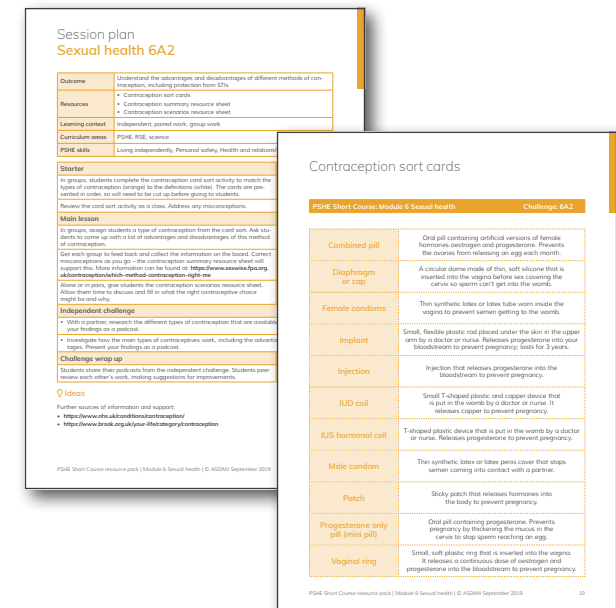 Session plan
Sexual health 6A2
Outcome
Understand the advantages and disadvantages of different methods of con-
traception, including protection from STIs
Resources
• Contraception sort cards
• Contraception summary resource sheet
• Contraception scenarios resource sheet
Learning context
Independent, paired work, group work
Curriculum areas
PSHE, RSE, science
PSHE skills
Living independently, Personal safety, Health and relations
Starter
In groups, students complete the contraception card sort activity to match the
types of contraception (orange) to the definitions (white). The cards are pre-
sented in order, so will need to be cut up before giving to students.
Review the card sort activity as a class. Address any misconceptions.
Main lesson
In groups, assign students a type of contraception from the card sort. Ask stu-
dents to come up with a list of advantages and disadvantages of this method
of contraception.
Get each group to feed back and collect the information on the board. Correct
misconceptions as you go – the contraception summary resource sheet will
support this. More information can be found at: https://www.sexwise.fpa.org.
uk/contraception/which-method-contraception-right-me
Alone or in pairs, give students the contraception scenarios resource sheet.
Allow them time to discuss and fill in what the right contraceptive choice
might be and why.
Independent challenge
• With a partner, research the different types of contraception that are available
your findings as a podcast.
• Investigate how the main types of contraceptives work, including the advanta
tages. Present your findings as a podcast.
Challenge wrap up
Students share their podcasts from the independent challenge. Students peer
review each other's work, making suggestions for improvements.
Ideas
Further sources of information and support:
• https://www.nhs.uk/conditions/contraception/
• https://www.brook.org.uk/your-life/category/contraception
PSHE Short Course resource pack | Module 6 Sexual health | © ASDAN September 2019
Contraception sort cards
PSHE Short Course: Module 6 Sexual health Challenge: 6A2
Combined pill
Oral pill containing artificial versions of female
hormones oestrogen and progesterone. Prevents
the ovaries from releasing an egg each month.
Diaphragm
or cap
A circular dome made of thin, soft silicone that is
inserted into the vagina before sex covering the
cervix so sperm can't get into the womb.
Female condoms
Thin synthetic latex or latex tube worn inside the
vagina to prevent semen getting to the womb.
Implant
Small, flexible plastic rod placed under the skin in the upper
arm by a doctor or nurse. Releases progesterone into your
bloodstream to prevent pregnancy; lasts for 3 years.
Injection
Injection that releases progesterone into the
bloodstream to prevent pregnancy.
IUD coil
Small T-shaped plastic and copper device that
is put in the womb by a doctor or nurse. It
releases copper to prevent pregnancy.
IUS hormonal coil
T-shaped plastic device that is put in the womb by a doctor
or nurse. Releases progesterone to prevent pregnancy.
Male condom
Thin synthetic latex or latex penis cover that stops
semen coming into contact with a partner.
Patch
Sticky patch that releases hormones into
the body to prevent pregnancy.
Progesterone only
pill (mini pill)
Oral pill containing progesterone. Prevents
pregnancy by thickening the mucus in the
cervix to stop sperm reaching an egg.
Vaginal ring
Small, soft plastic ring that is inserted into the vagina.
It releases a continuous dose of oestrogen and
progesterone into the bloodstream to prevent pregnancy.
PSHE Short Course resource pack | Module 6 Sexual health | © ASDAN September 2019 10